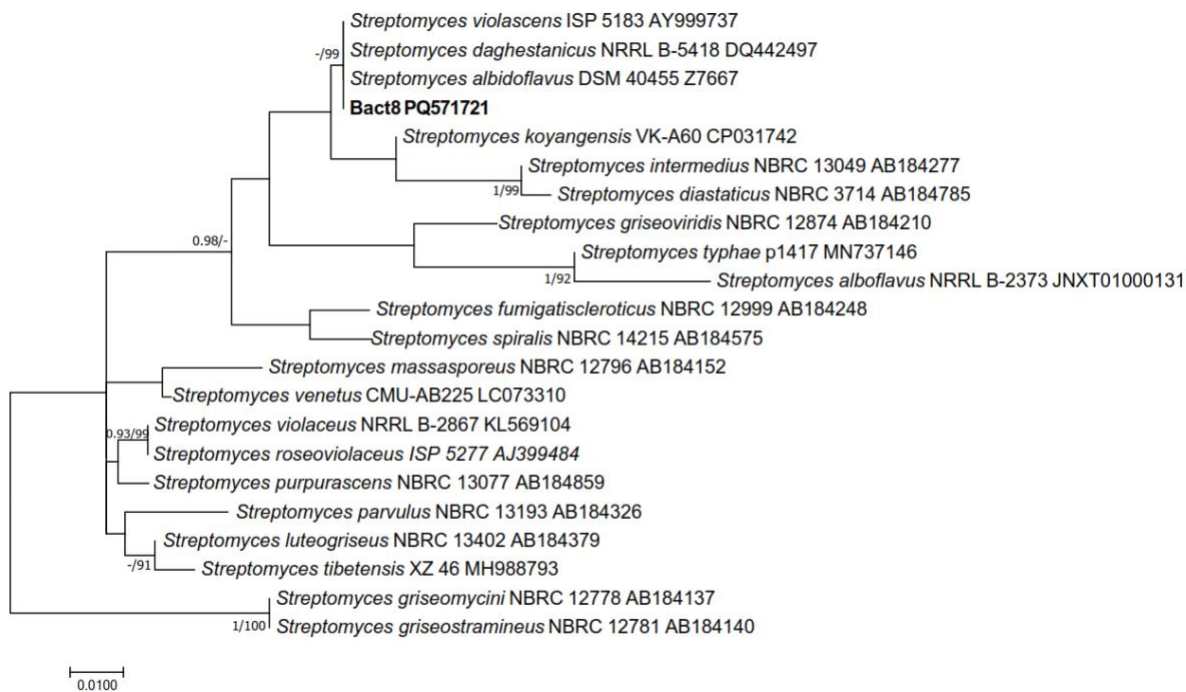 Streptomyces violascens ISP 5183 AY999737
-/99
Streptomyces daghestanicus NRRL B-5418 DQ442497
Streptomyces albidoflavus DSM 40455 Z7667
Bact8 PQ571721
Streptomyces koyangensis VK-A60 CP031742
Streptomyces intermedius NBRC 13049 AB184277
1/99
Streptomyces diastaticus NBRC 3714 AB184785
Streptomyces griseoviridis NBRC 12874 AB184210
0.98/-
Streptomyces typhae p1417 MN737146
1/92
Streptomyces alboflavus NRRL B-2373 JNXT01000131
Streptomyces fumigatiscleroticus NBRC 12999 AB184248
Streptomyces spiralis NBRC 14215 AB184575
Streptomyces massasporeus NBRC 12796 AB184152
Streptomyces venetus CMU-AB225 LC073310
Streptomyces violaceus NRRL B-2867 KL569104
0.93/99
Streptomyces roseoviolaceus ISP 5277 AJ399484
Streptomyces purpurascens NBRC 13077 AB184859
Streptomyces parvulus NBRC 13193 AB184326
Streptomyces luteogriseus NBRC 13402 AB184379
-/91
Streptomyces tibetensis XZ 46 MH988793
Streptomyces griseomycini NBRC 12778 AB184137
1/100
Streptomyces griseostramineus NBRC 12781 AB184140
0.0100